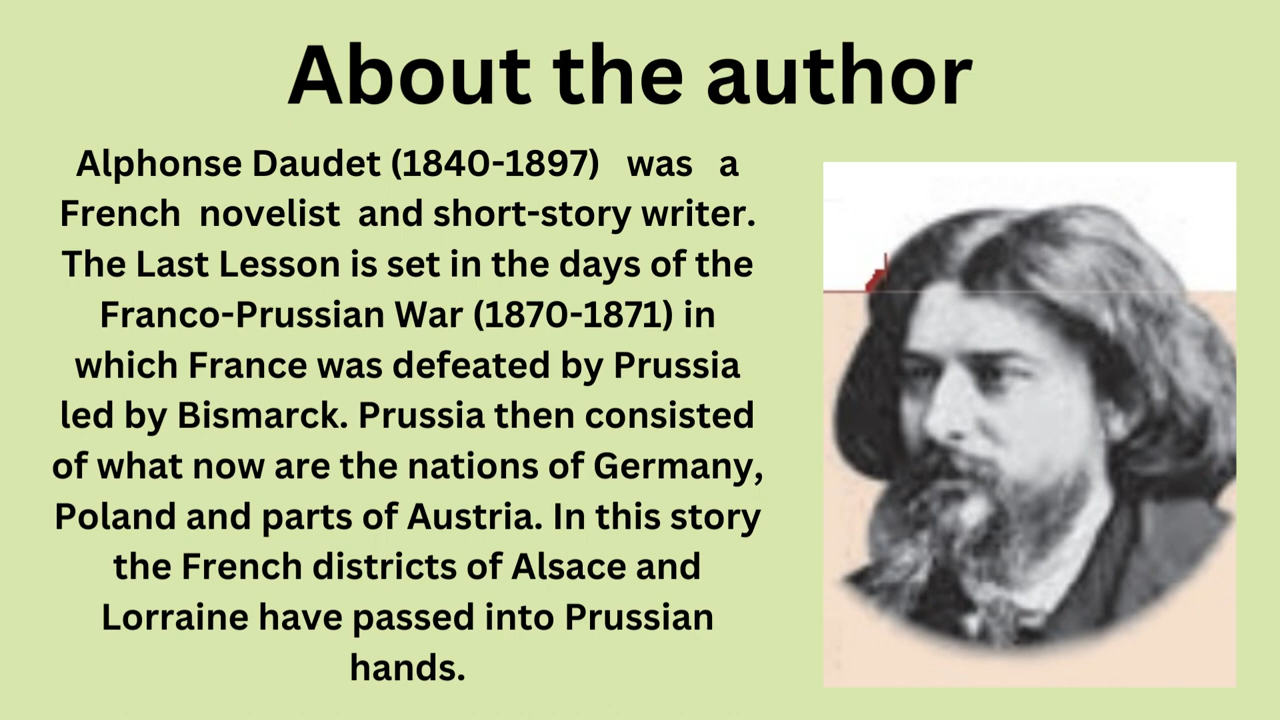 About the author
Alphonse Daudet (1840-1897) was a
French novelist and short-story writer.
The Last Lesson is set in the days of the
Franco-Prussian War (1870-1871) in
which France was defeated by Prussia
led by Bismarck. Prussia then consisted
of what now are the nations of Germany,
Poland and parts of Austria. In this story
the French districts of Alsace and
Lorraine have passed into Prussian
hands.